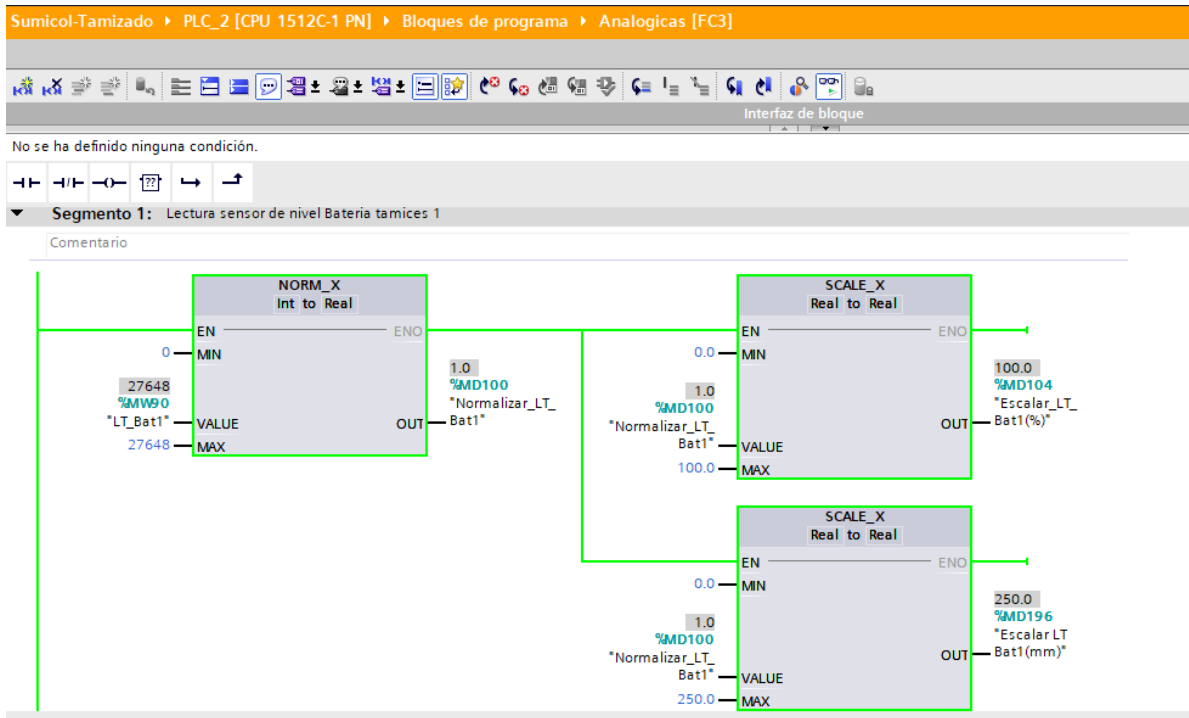 Sumicol-Tamizado ▸ PLC_2 [CPU 1512C-1 PN] ▸ Bloques de programa ▸ Analogicas [FC3]
Interfaz de bloque
No se ha definido ninguna condición.
??
Segmento 1: Lectura sensor de nivel Bateria tamices 1
Comentario
NORM_X
Int to Real
EN
ENO
0
MIN
27648
%MW90
"LT_Bat1"
VALUE
27648
MAX
OUT
1.0
%MD100
"Normalizar_LT_
Bat1"
SCALE_X
Real to Real
EN
ENO
0.0
MIN
1.0
%MD100
"Normalizar_LT_
Bat1"
VALUE
100.0
MAX
OUT
100.0
%MD104
"Escalar_LT_
Bat1(%)"
SCALE_X
Real to Real
EN
ENO
0.0
MIN
1.0
%MD100
"Normalizar_LT_
Bat1"
VALUE
250.0
MAX
OUT
250.0
%MD196
"Escalar LT
Bat1(mm)"